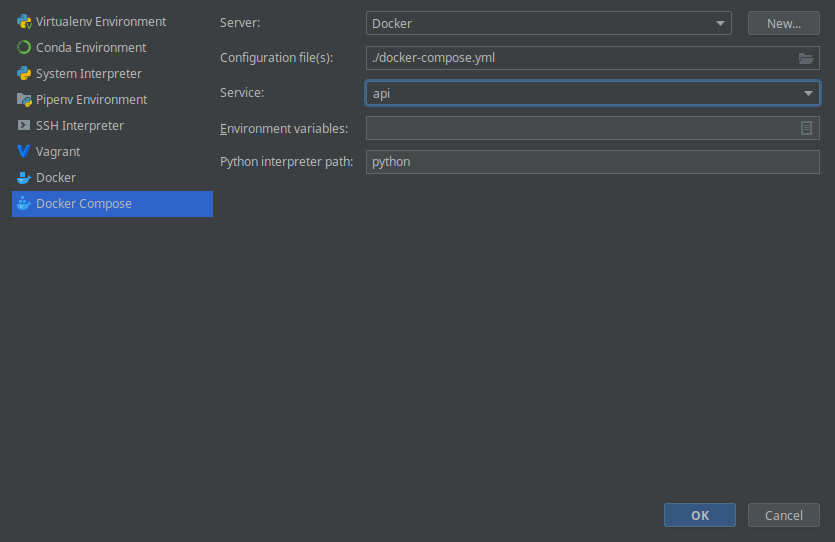 Virtualenv Environment
Conda Environment
System Interpreter
Pipenv Environment
SSH Interpreter
Vagrant
Docker
Docker Compose
Server: Docker New...
Configuration file(s): ./docker-compose.yml
Service: api
Environment variables:
Python interpreter path: python
OK Cancel